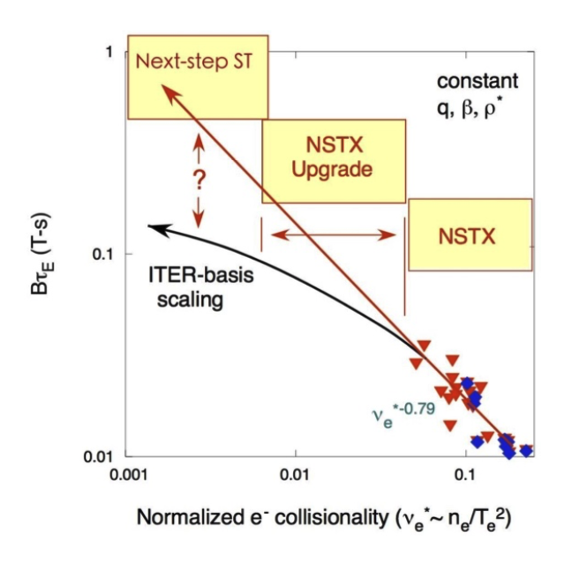 1
Next-step ST
constant
q, β, ρ*
NSTX
Upgrade
?
NSTX
BτE (T-s)
0.1
ITER-basis
scaling
νe*-0.79
0.01
0.001
0.01
0.1
Normalized e- collisionality (νe*~ ne/Te2)